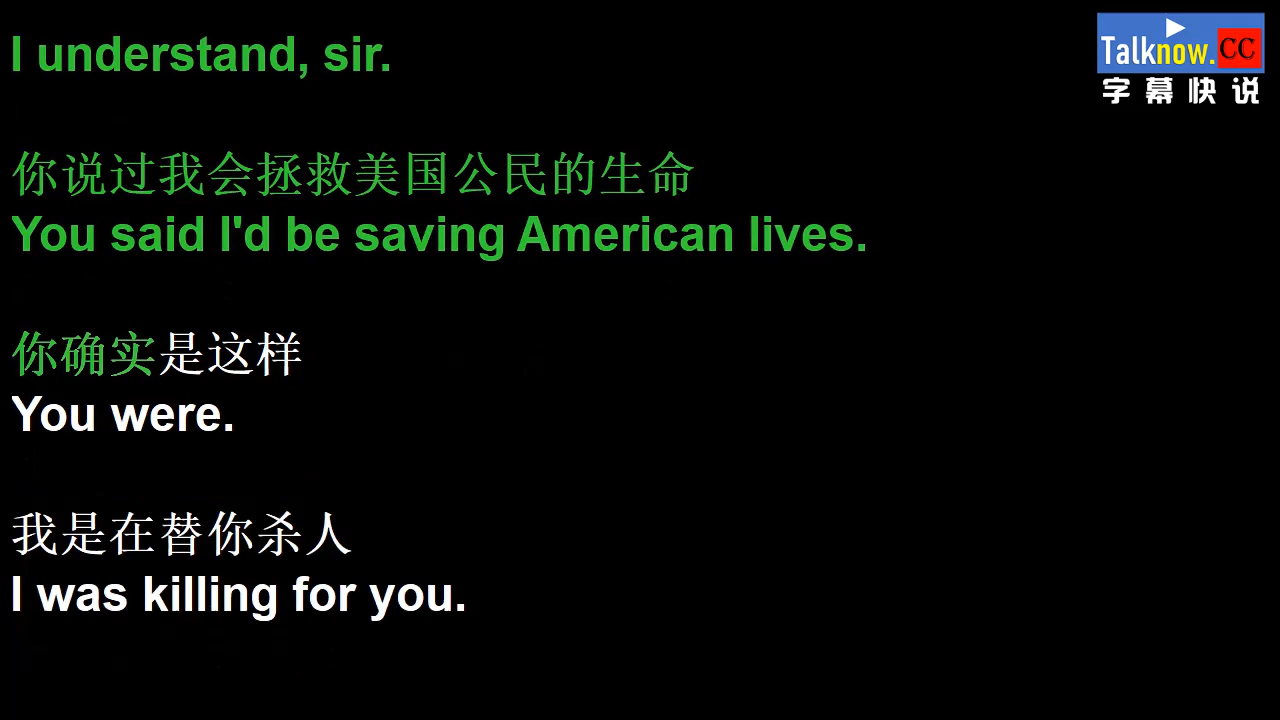 I understand, sir.
Talknow.CC
字幕快说
你说过我会拯救美国公民的生命
You said I'd be saving American lives.
你确实是这样
You were.
我是在替你杀人
I was killing for you.